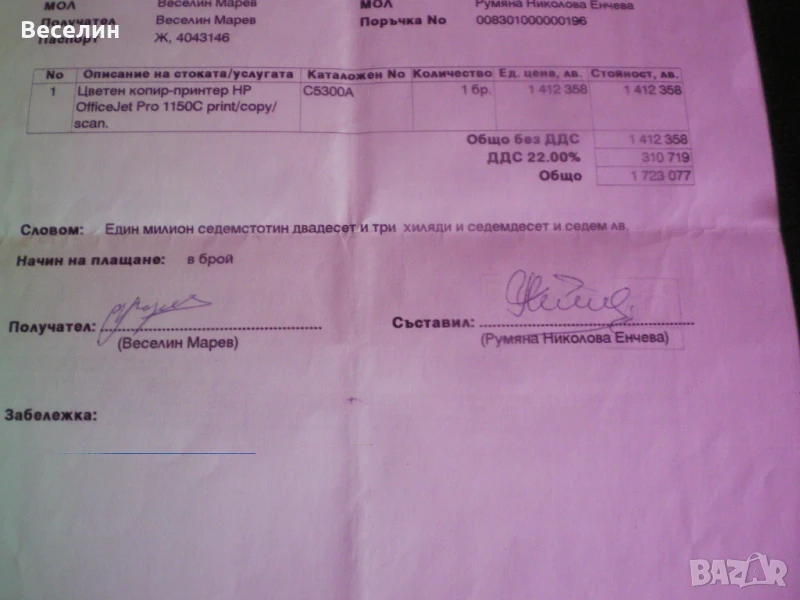 МОЛ Веселин Марев МОЛ Румяна Николова Енчева
Веселин
Получател Веселин Марев Поръчка No 008301000000196
Паспорт Ж, 4043146
No Описание на стоката/услугата Каталожен No Количество Ед. цена, лв. Стойност, лв.
1 Цветен копир-принтер HP C5300A 1 бр. 1 412 358 1 412 358
OfficeJet Pro 1150C print/copy/
scan.
Общо без ДДС 1 412 358
ДДС 22.00% 310 719
Общо 1 723 077
Словом: Един милион седемстотин двадесет и три хиляди и седемдесет и седем лв.
Начин на плащане: в брой
Получател: Съставил:
(Веселин Марев) (Румяна Николова Енчева)
Забележка:
BAZAR